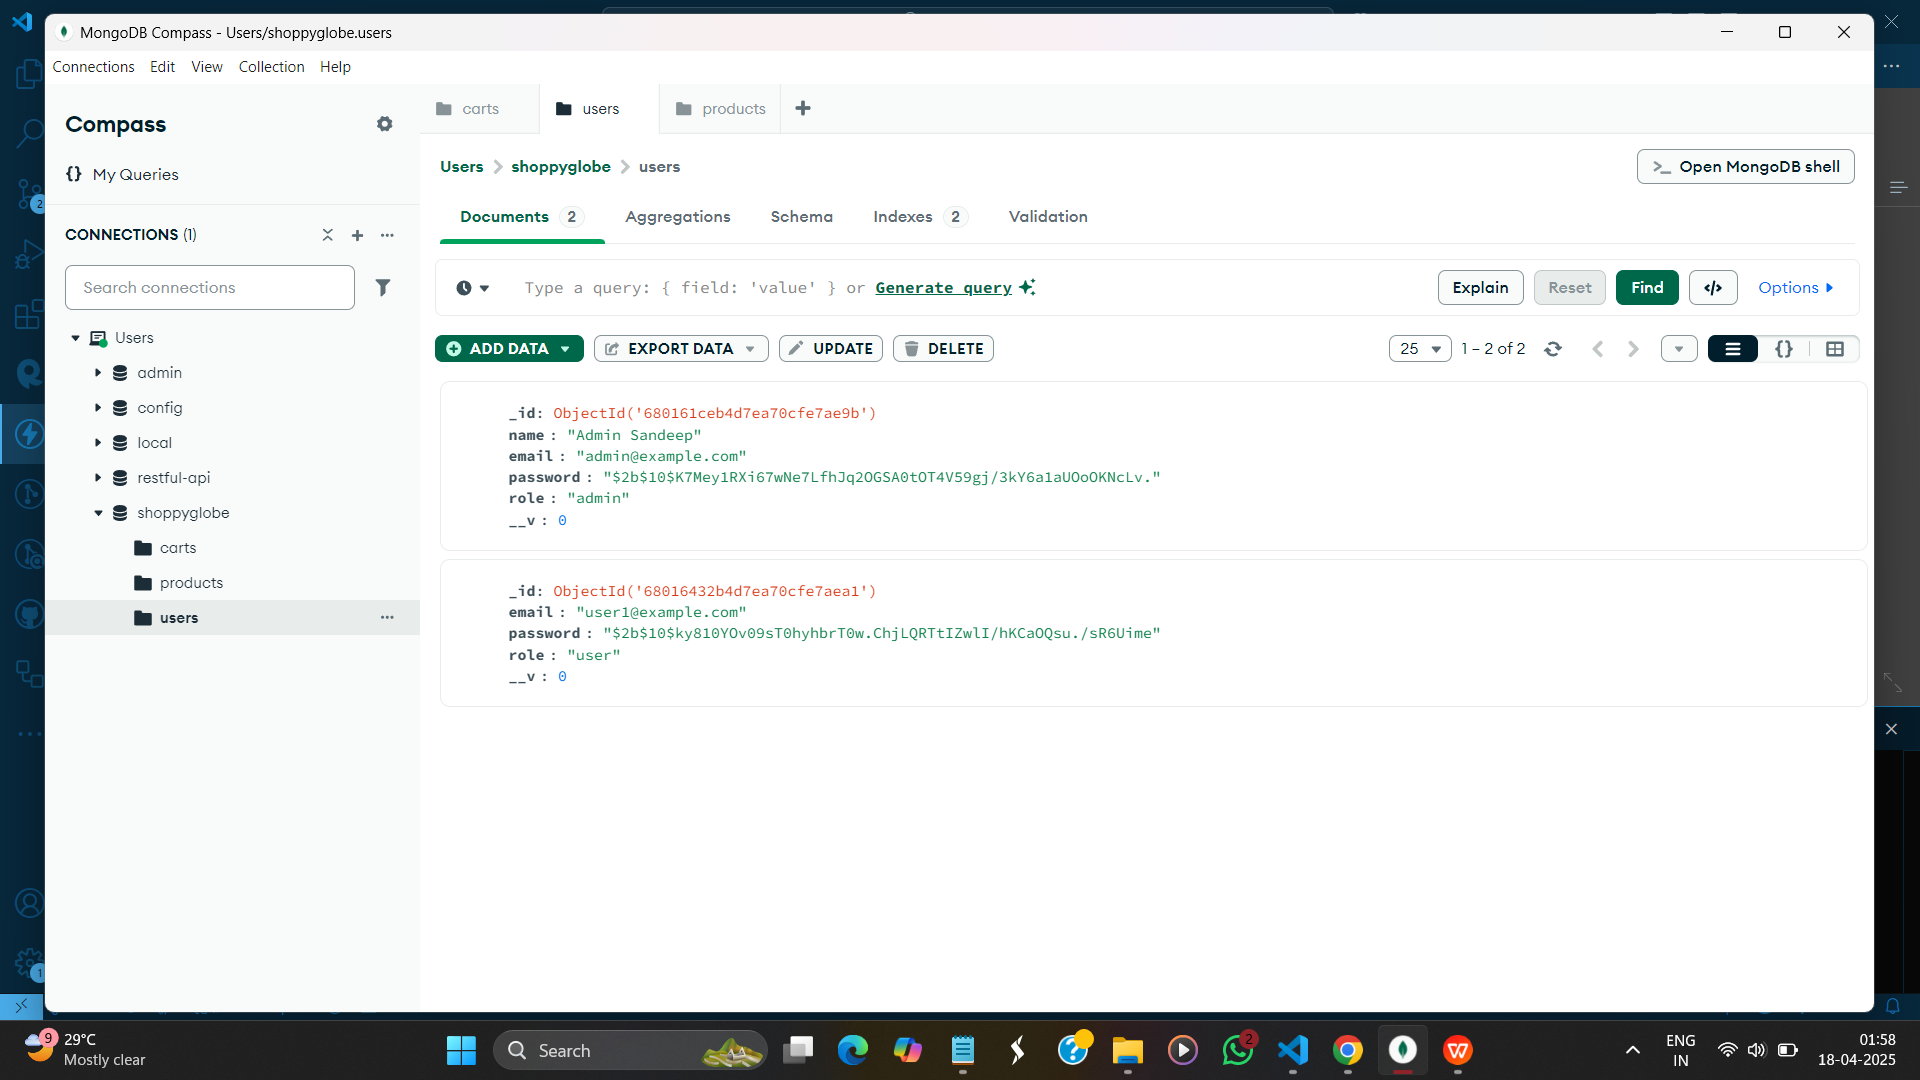 MongoDB Compass - Users/shoppyglobe.users
Connections Edit View Collection Help
Compass
{} My Queries
CONNECTIONS (1)
Search connections
Users
admin
config
local
restful-api
shoppyglobe
carts
products
users
carts users products
Users > shoppyglobe > users
>_ Open MongoDB shell
Documents 2 Aggregations Schema Indexes 2 Validation
Type a query: { field: 'value' } or Generate query
Explain Reset Find </> Options
ADD DATA EXPORT DATA UPDATE DELETE
25 1 – 2 of 2 {}
_id: ObjectId('680161ceb4d7ea70cfe7ae9b')
name : "Admin Sandeep"
email : "admin@example.com"
password : "$2b$10$K7Mey1RXi67wNe7LfhJq2OGSA0tOT4V59gj/3kY6a1aUOoOKNcLv."
role : "admin"
__v : 0
_id: ObjectId('68016432b4d7ea70cfe7aea1')
email : "user1@example.com"
password : "$2b$10$ky810YOv09sT0hyhbrT0w.ChjLQRTtIZwlI/hKCaOQsu./sR6Uime"
role : "user"
__v : 0
2
1
9
29°C
Mostly clear
Search
2
ENG
IN
01:58
18-04-2025